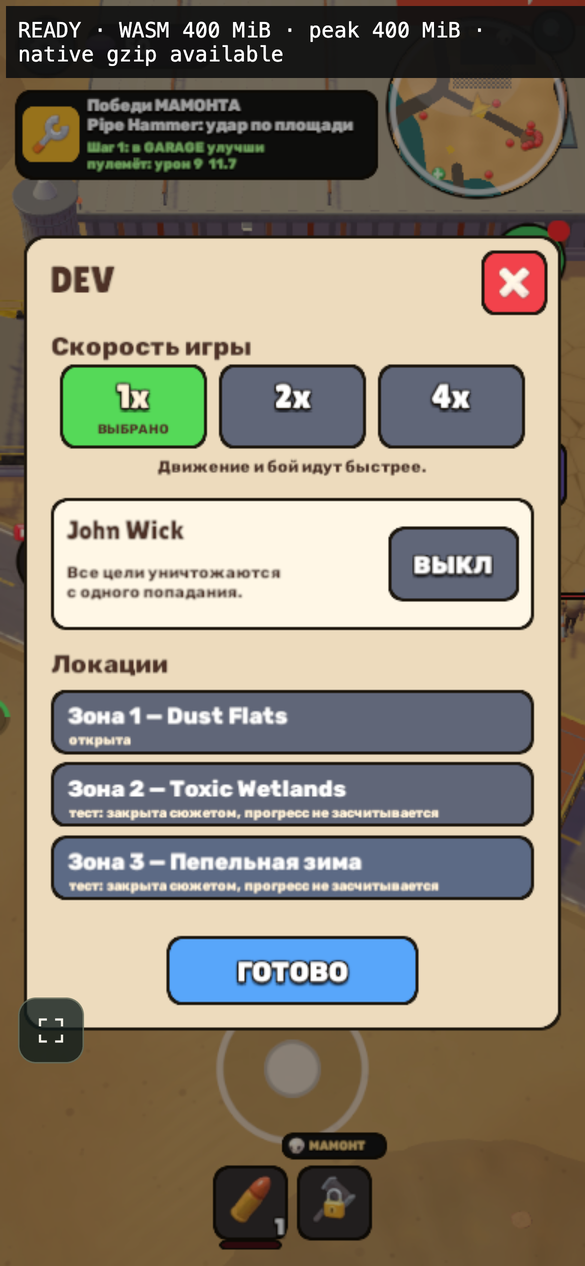 READY · WASM 400 MiB · peak 400 MiB ·
native gzip available
Победи МАМОНТА
Pipe Hammer: удар по площади
Шаг 1: в GARAGE улучши
пулемёт: урон 9 11.7
DEV
Скорость игры
1x
ВЫБРАНО
2x
4x
Движение и бой идут быстрее.
John Wick
Все цели уничтожаются
с одного попадания.
ВЫКЛ
Локации
Зона 1 — Dust Flats
открыта
Зона 2 — Toxic Wetlands
тест: закрыта сюжетом, прогресс не засчитывается
Зона 3 — Пепельная зима
тест: закрыта сюжетом, прогресс не засчитывается
ГОТОВО
МАМОНТ
1